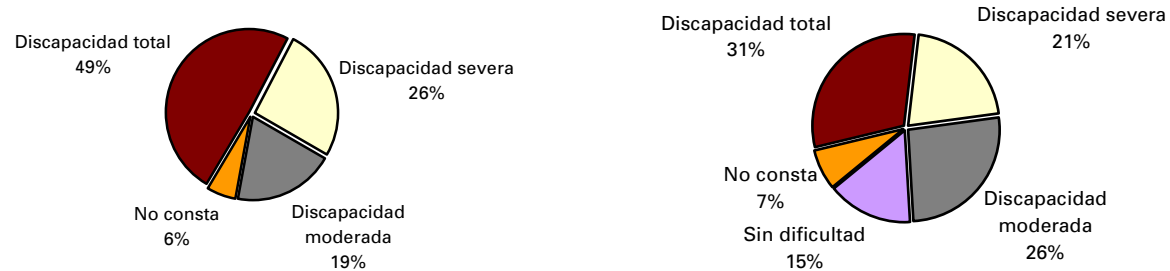 Discapacidad total
49%
Discapacidad severa
26%
No consta
6%
Discapacidad
moderada
19%
Discapacidad total
31%
Discapacidad severa
21%
No consta
7%
Sin dificultad
15%
Discapacidad
moderada
26%